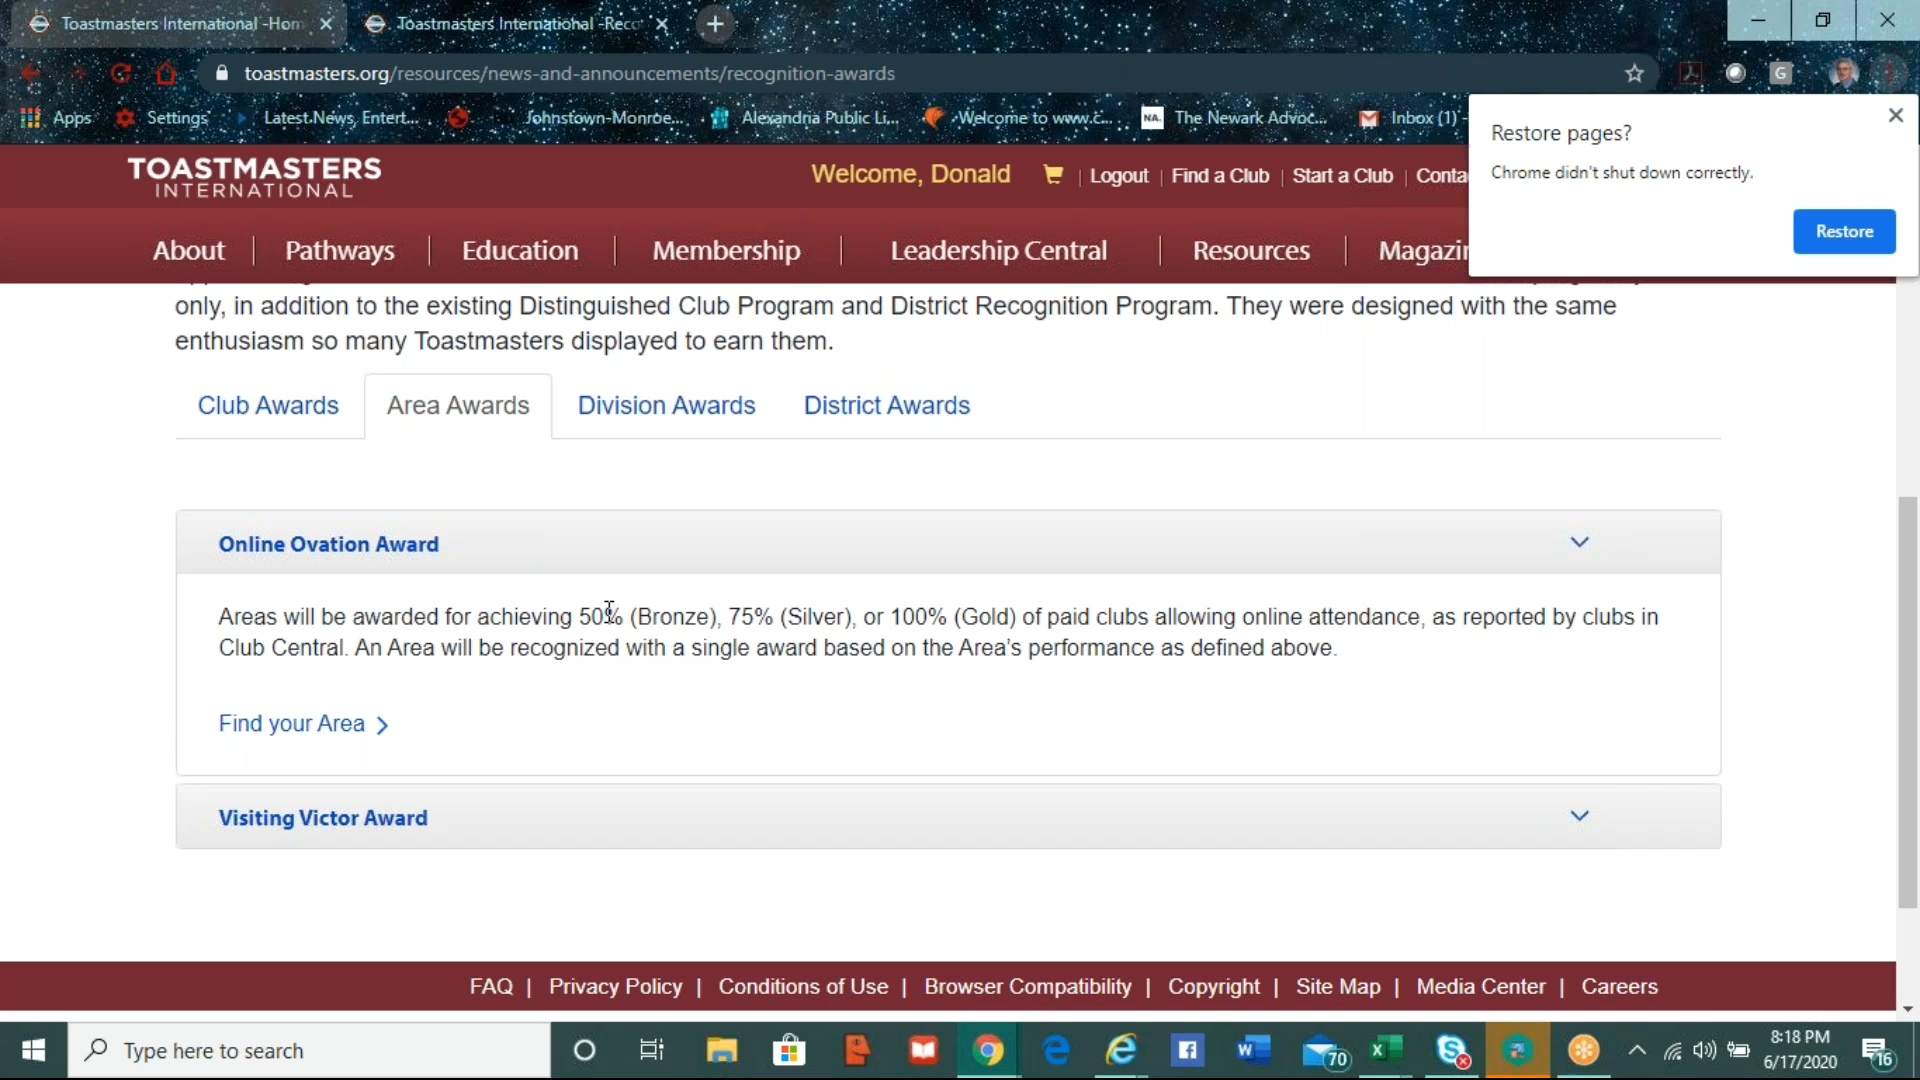 Toastmasters International -Hom
Toastmasters International -Reco
toastmasters.org/resources/news-and-announcements/recognition-awards
G
Apps
Settings
Latest News, Entert...
Johnstown-Monroe...
Alexandria Public Li...
Welcome to www.c...
NA.
The Newark Advoc...
Inbox (1) -
Restore pages?
Chrome didn't shut down correctly.
Restore
TOASTMASTERS
INTERNATIONAL
Welcome, Donald
| Logout | Find a Club | Start a Club | Conta
About
Pathways
Education
Membership
Leadership Central
Resources
Magazin
only, in addition to the existing Distinguished Club Program and District Recognition Program. They were designed with the same
enthusiasm so many Toastmasters displayed to earn them.
Club Awards
Area Awards
Division Awards
District Awards
Online Ovation Award
Areas will be awarded for achieving 50% (Bronze), 75% (Silver), or 100% (Gold) of paid clubs allowing online attendance, as reported by clubs in
Club Central. An Area will be recognized with a single award based on the Area's performance as defined above.
Find your Area
Visiting Victor Award
FAQ | Privacy Policy | Conditions of Use | Browser Compatibility | Copyright | Site Map | Media Center | Careers
Type here to search
70
8:18 PM
6/17/2020
16